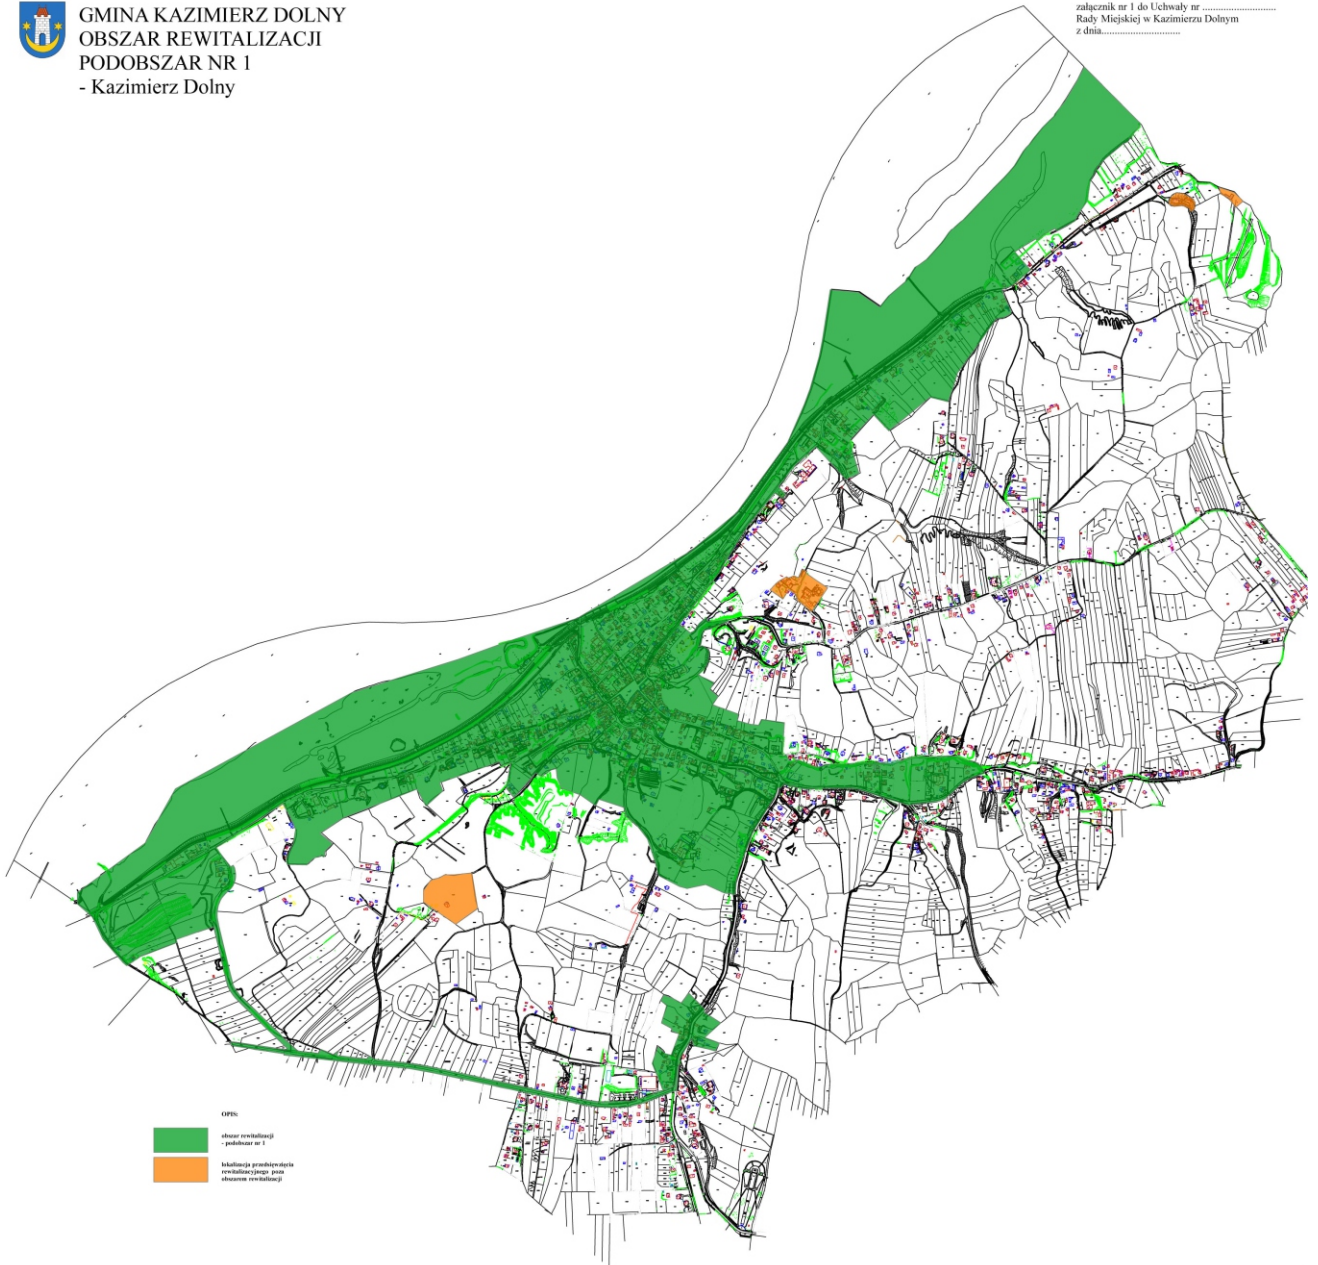 GMINA KAZIMIERZ DOLNY
OBSZAR REWITALIZACJI
PODOBSZAR NR 1
- Kazimierz Dolny
załącznik nr 1 do Uchwały nr ............................
Rady Miejskiej w Kazimierzu Dolnym
z dnia..............................
OPIS:
obszar rewitalizacji
- podobszar nr 1
lokalizacja przedsięwzięcia
rewitalizacyjnego poza
obszarem rewitalizacji